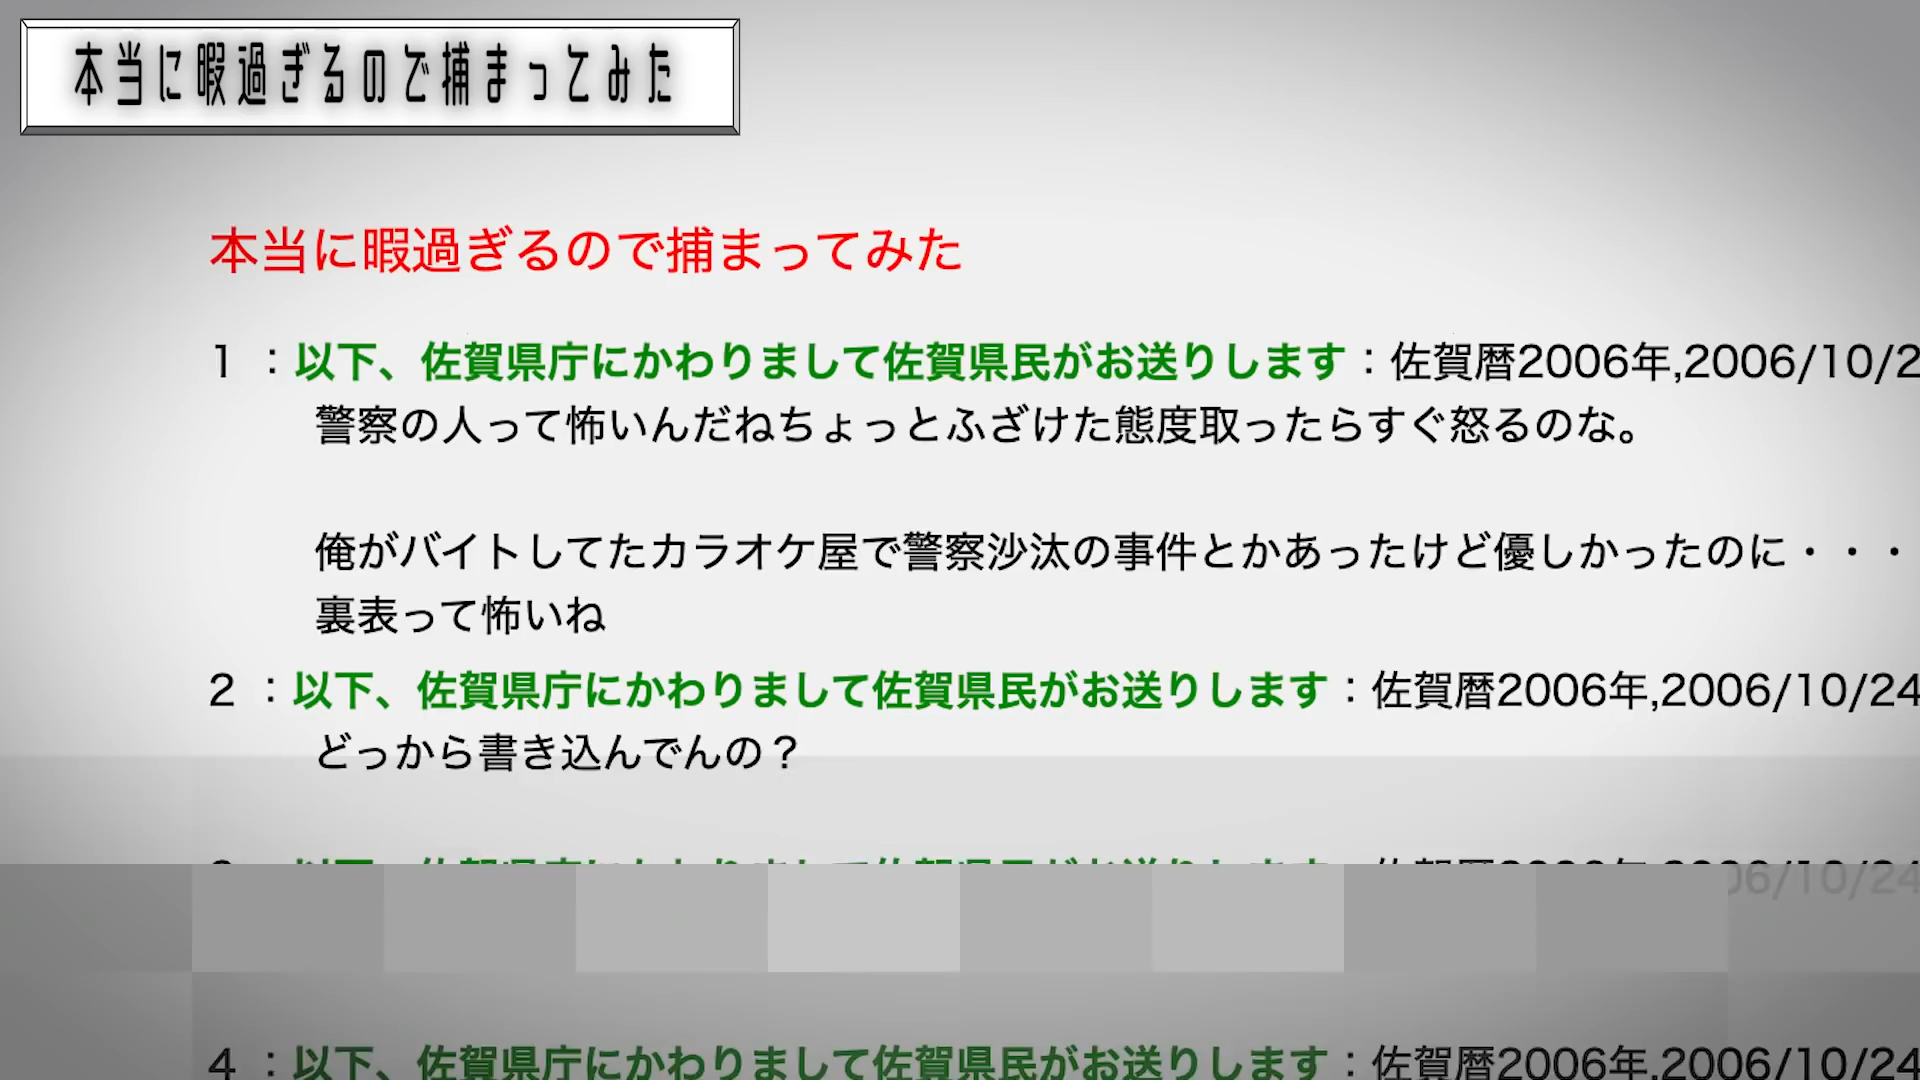 本当に暇過ぎるので捕まってみた
本当に暇過ぎるので捕まってみた
1 ：以下、佐賀県庁にかわりまして佐賀県民がお送りします：佐賀暦2006年,2006/10/2
警察の人って怖いんだねちょっとふざけた態度取ったらすぐ怒るのな。
俺がバイトしてたカラオケ屋で警察沙汰の事件とかあったけど優しかったのに・・・
裏表って怖いね
2 ：以下、佐賀県庁にかわりまして佐賀県民がお送りします：佐賀暦2006年,2006/10/24
どっから書き込んでんの？
06/10/24
4 ：以下、佐賀県庁にかわりまして佐賀県民がお送りします：佐賀暦2006年,2006/10/24